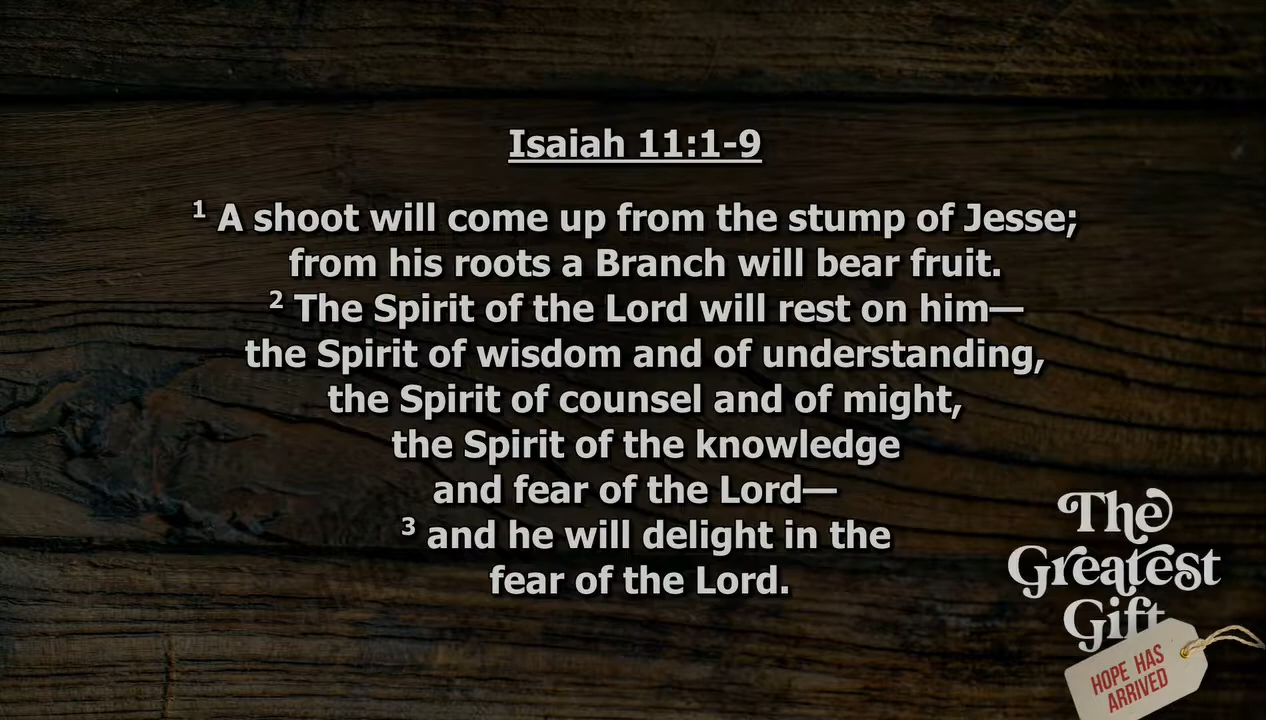 Isaiah 11:1-9
1 A shoot will come up from the stump of Jesse;
from his roots a Branch will bear fruit.
2 The Spirit of the Lord will rest on him—
the Spirit of wisdom and of understanding,
the Spirit of counsel and of might,
the Spirit of the knowledge
and fear of the Lord—
3 and he will delight in the
fear of the Lord.
The
Greatest
Gift
HOPE HAS
ARRIVED